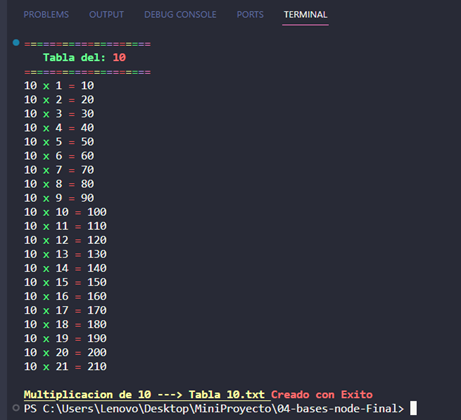 PROBLEMS OUTPUT DEBUG CONSOLE PORTS TERMINAL
====================
Tabla del: 10
====================
10 x 1 = 10
10 x 2 = 20
10 x 3 = 30
10 x 4 = 40
10 x 5 = 50
10 x 6 = 60
10 x 7 = 70
10 x 8 = 80
10 x 9 = 90
10 x 10 = 100
10 x 11 = 110
10 x 12 = 120
10 x 13 = 130
10 x 14 = 140
10 x 15 = 150
10 x 16 = 160
10 x 17 = 170
10 x 18 = 180
10 x 19 = 190
10 x 20 = 200
10 x 21 = 210
Multiplicacion de 10 ---> Tabla 10.txt Creado con Exito
PS C:\Users\Lenovo\Desktop\MiniProyecto\04-bases-node-Final>